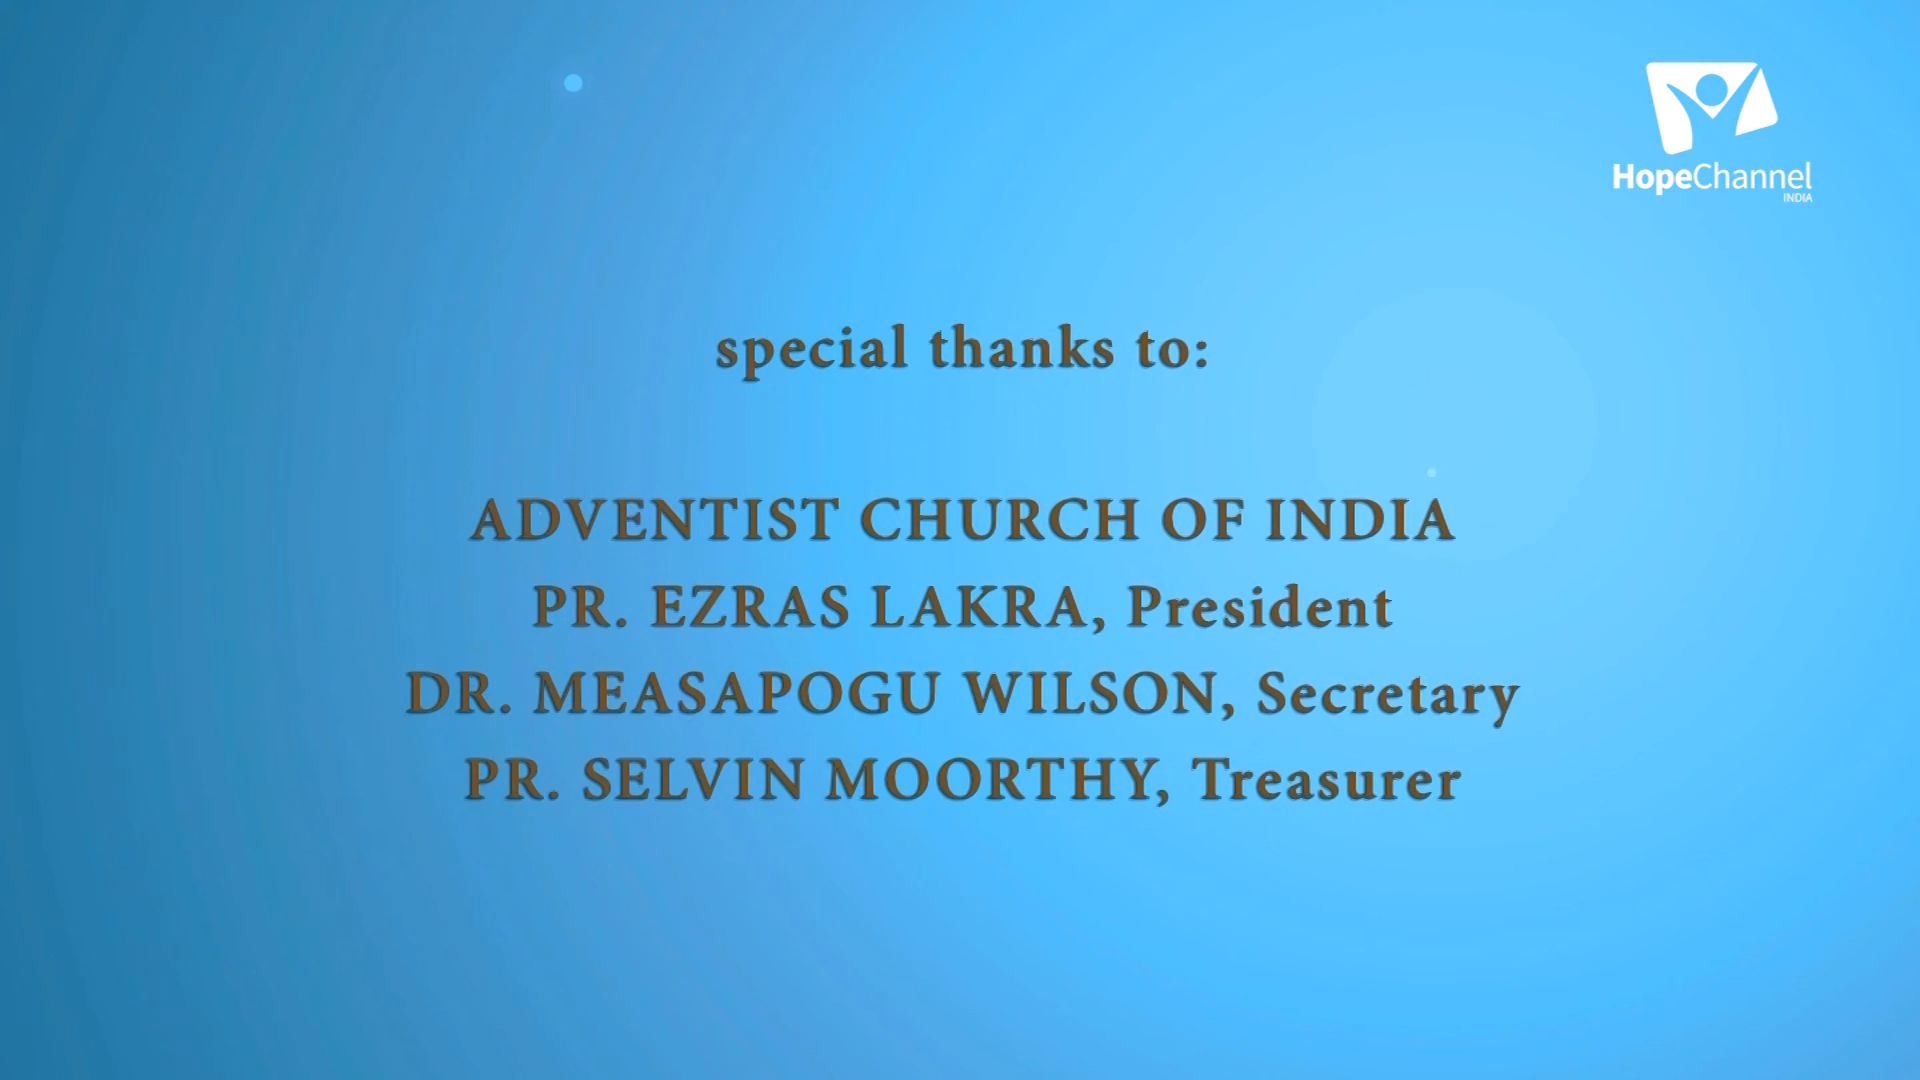 HopeChannel
INDIA
special thanks to:
ADVENTIST CHURCH OF INDIA
PR. EZRAS LAKRA, President
DR. MEASAPOGU WILSON, Secretary
PR. SELVIN MOORTHY, Treasurer